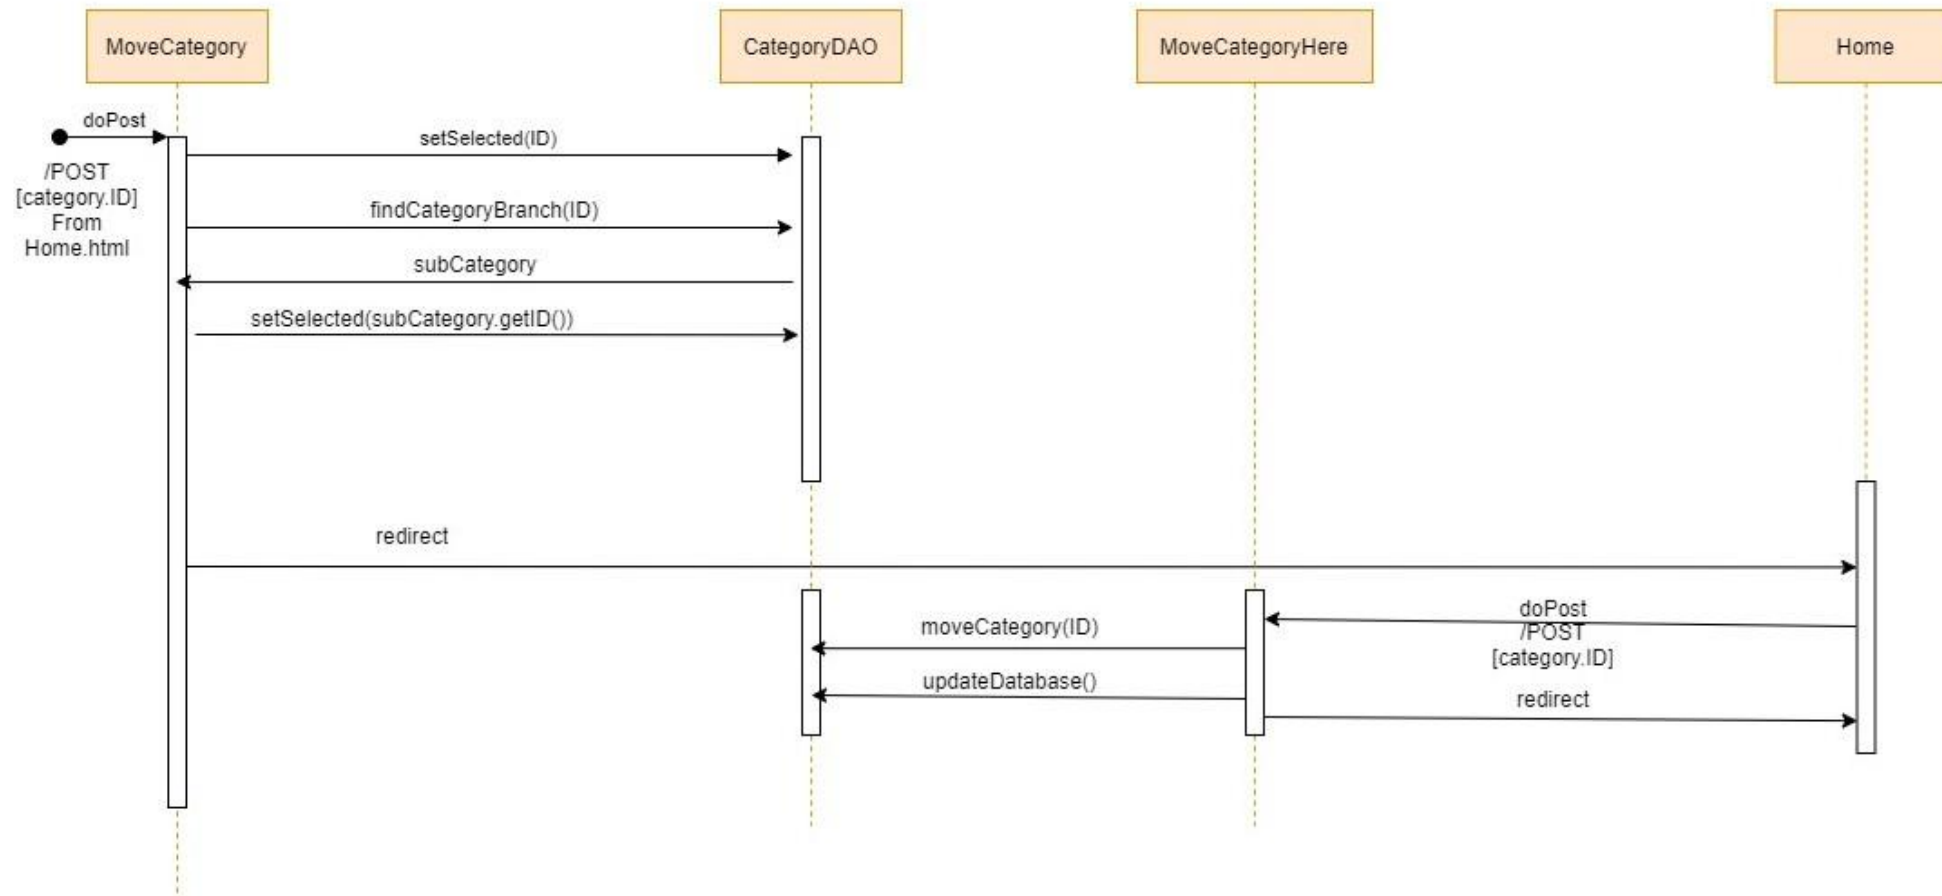 MoveCategory
CategoryDAO
MoveCategoryHere
Home
doPost
/POST
[category.ID]
From
Home.html
setSelected(ID)
findCategoryBranch(ID)
subCategory
setSelected(subCategory.getID())
redirect
doPost
/POST
[category.ID]
moveCategory(ID)
updateDatabase()
redirect